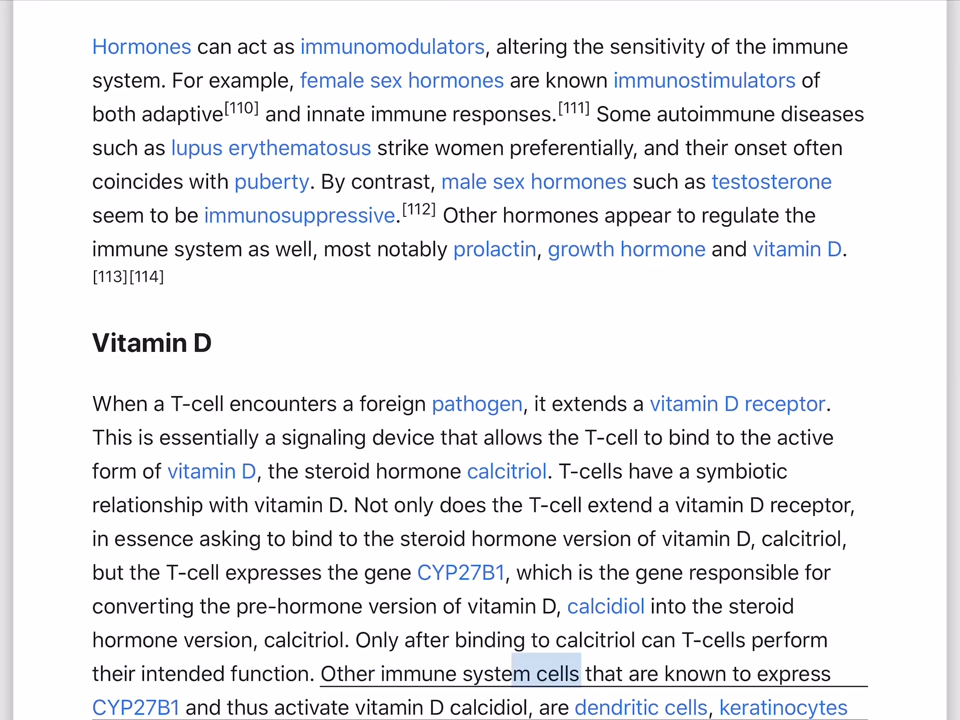 Hormones can act as immunomodulators, altering the sensitivity of the immune
system. For example, female sex hormones are known immunostimulators of
both adaptive[110] and innate immune responses.[111] Some autoimmune diseases
such as lupus erythematosus strike women preferentially, and their onset often
coincides with puberty. By contrast, male sex hormones such as testosterone
seem to be immunosuppressive.[112] Other hormones appear to regulate the
immune system as well, most notably prolactin, growth hormone and vitamin D.
[113][114]
Vitamin D
When a T-cell encounters a foreign pathogen, it extends a vitamin D receptor.
This is essentially a signaling device that allows the T-cell to bind to the active
form of vitamin D, the steroid hormone calcitriol. T-cells have a symbiotic
relationship with vitamin D. Not only does the T-cell extend a vitamin D receptor,
in essence asking to bind to the steroid hormone version of vitamin D, calcitriol,
but the T-cell expresses the gene CYP27B1, which is the gene responsible for
converting the pre-hormone version of vitamin D, calcidiol into the steroid
hormone version, calcitriol. Only after binding to calcitriol can T-cells perform
their intended function. Other immune system cells that are known to express
CYP27B1 and thus activate vitamin D calcidiol, are dendritic cells, keratinocytes